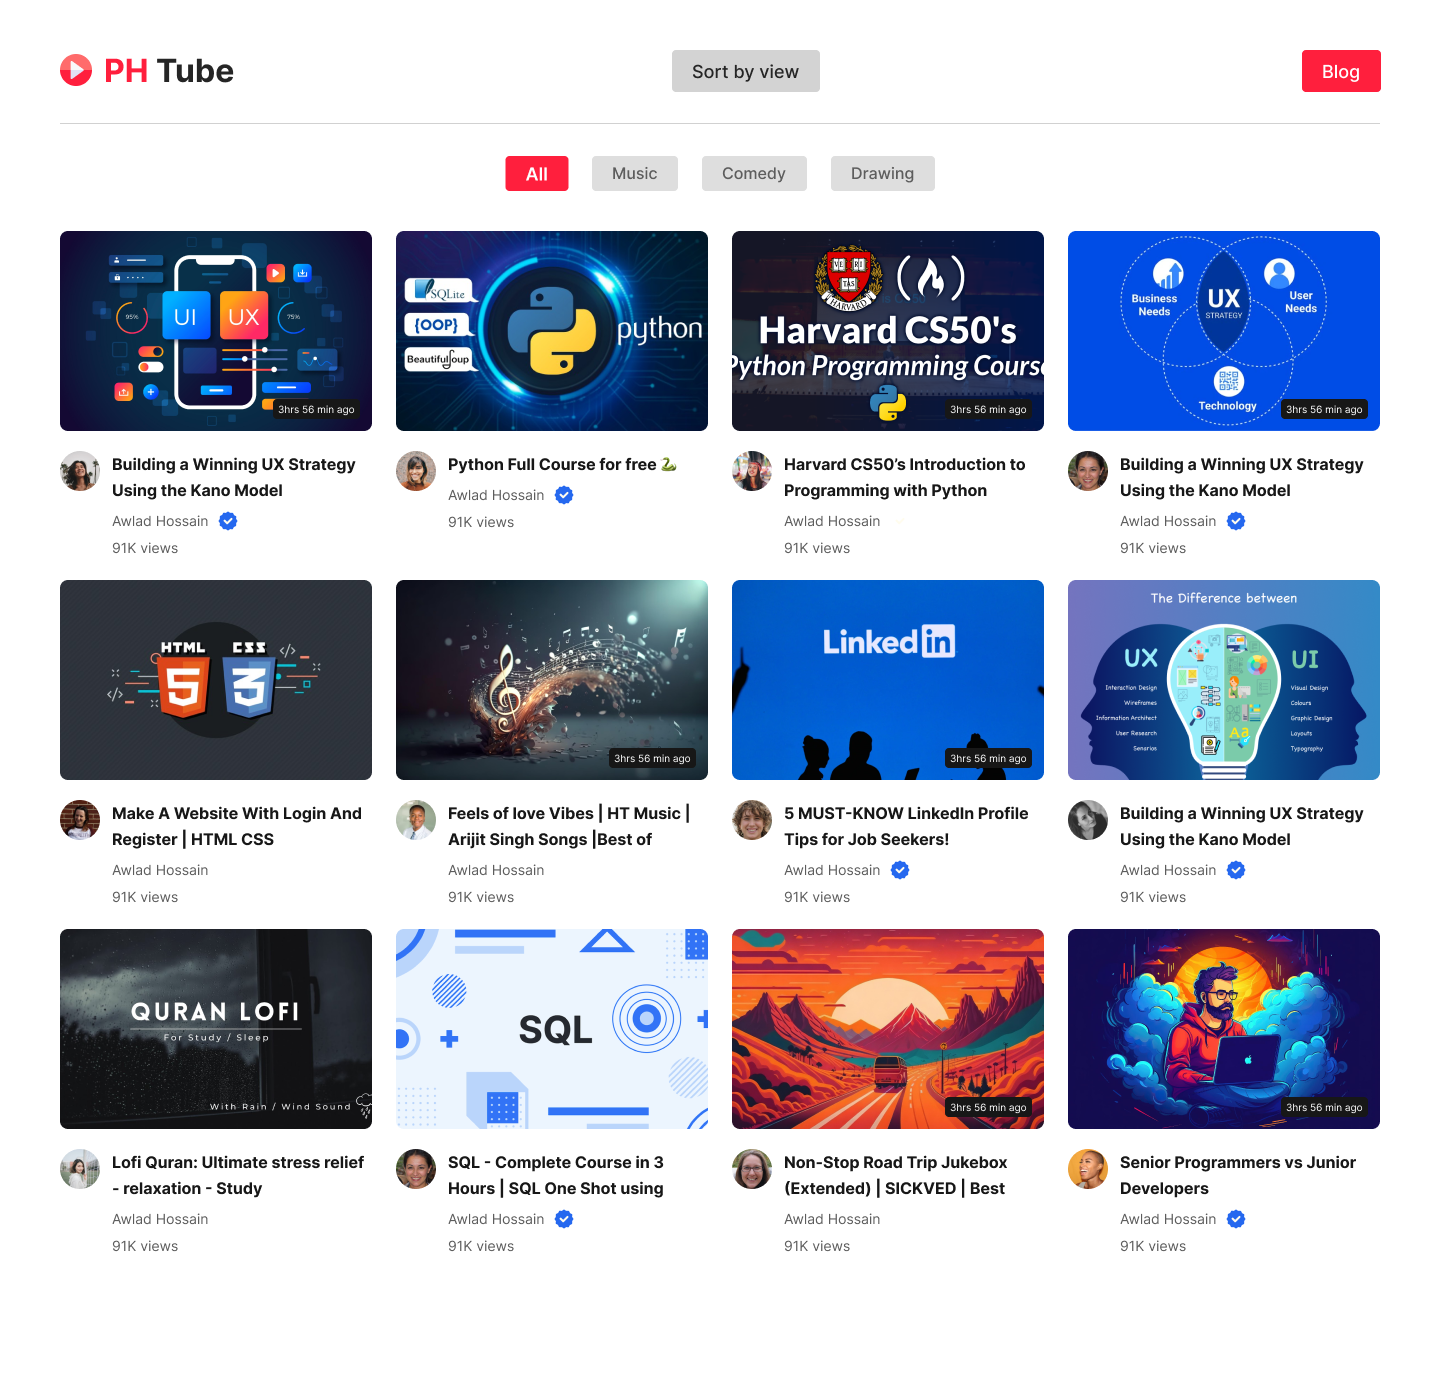 PH Tube
Sort by view
Blog
All
Music
Comedy
Drawing
95%
UI
UX
75%
3hrs 56 min ago
SQLite
{OOP}
BeautifulSoup
python
VE RI
TAS
HARVARD
Harvard CS50's
Python Programming Course
3hrs 56 min ago
Business
Needs
UX
STRATEGY
User
Needs
Technology
3hrs 56 min ago
Building a Winning UX Strategy
Using the Kano Model
Awlad Hossain
91K views
Python Full Course for free 🐍
Awlad Hossain
91K views
Harvard CS50’s Introduction to
Programming with Python
Awlad Hossain
91K views
Building a Winning UX Strategy
Using the Kano Model
Awlad Hossain
91K views
HTML
5
CSS
3
</>
</>
3hrs 56 min ago
Linked in
3hrs 56 min ago
The Difference between
UX
Interaction Design
Wireframes
Information Architect
User Research
Senarios
Aa
UI
Visual Design
Colours
Graphic Design
Layouts
Typography
Make A Website With Login And
Register | HTML CSS
Awlad Hossain
91K views
Feels of love Vibes | HT Music |
Arijit Singh Songs |Best of
Awlad Hossain
91K views
5 MUST-KNOW LinkedIn Profile
Tips for Job Seekers!
Awlad Hossain
91K views
Building a Winning UX Strategy
Using the Kano Model
Awlad Hossain
91K views
QURAN LOFI
For Study / Sleep
With Rain / Wind Sound
SQL
3hrs 56 min ago
3hrs 56 min ago
Lofi Quran: Ultimate stress relief
- relaxation - Study
Awlad Hossain
91K views
SQL - Complete Course in 3
Hours | SQL One Shot using
Awlad Hossain
91K views
Non-Stop Road Trip Jukebox
(Extended) | SICKVED | Best
Awlad Hossain
91K views
Senior Programmers vs Junior
Developers
Awlad Hossain
91K views